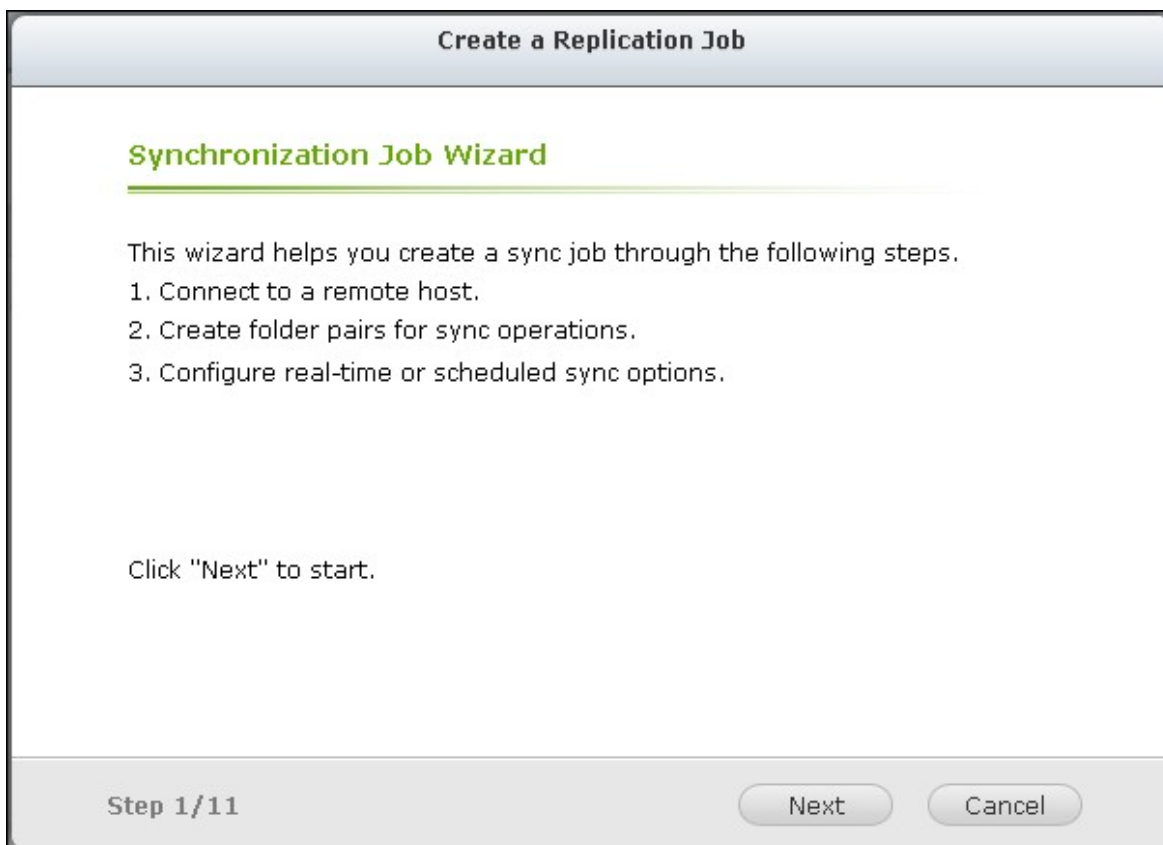 Create a Replication Job
Synchronization Job Wizard
This wizard helps you create a sync job through the following steps.
1. Connect to a remote host.
2. Create folder pairs for sync operations.
3. Configure real-time or scheduled sync options.
Click "Next" to start.
Step 1/11
Next
Cancel